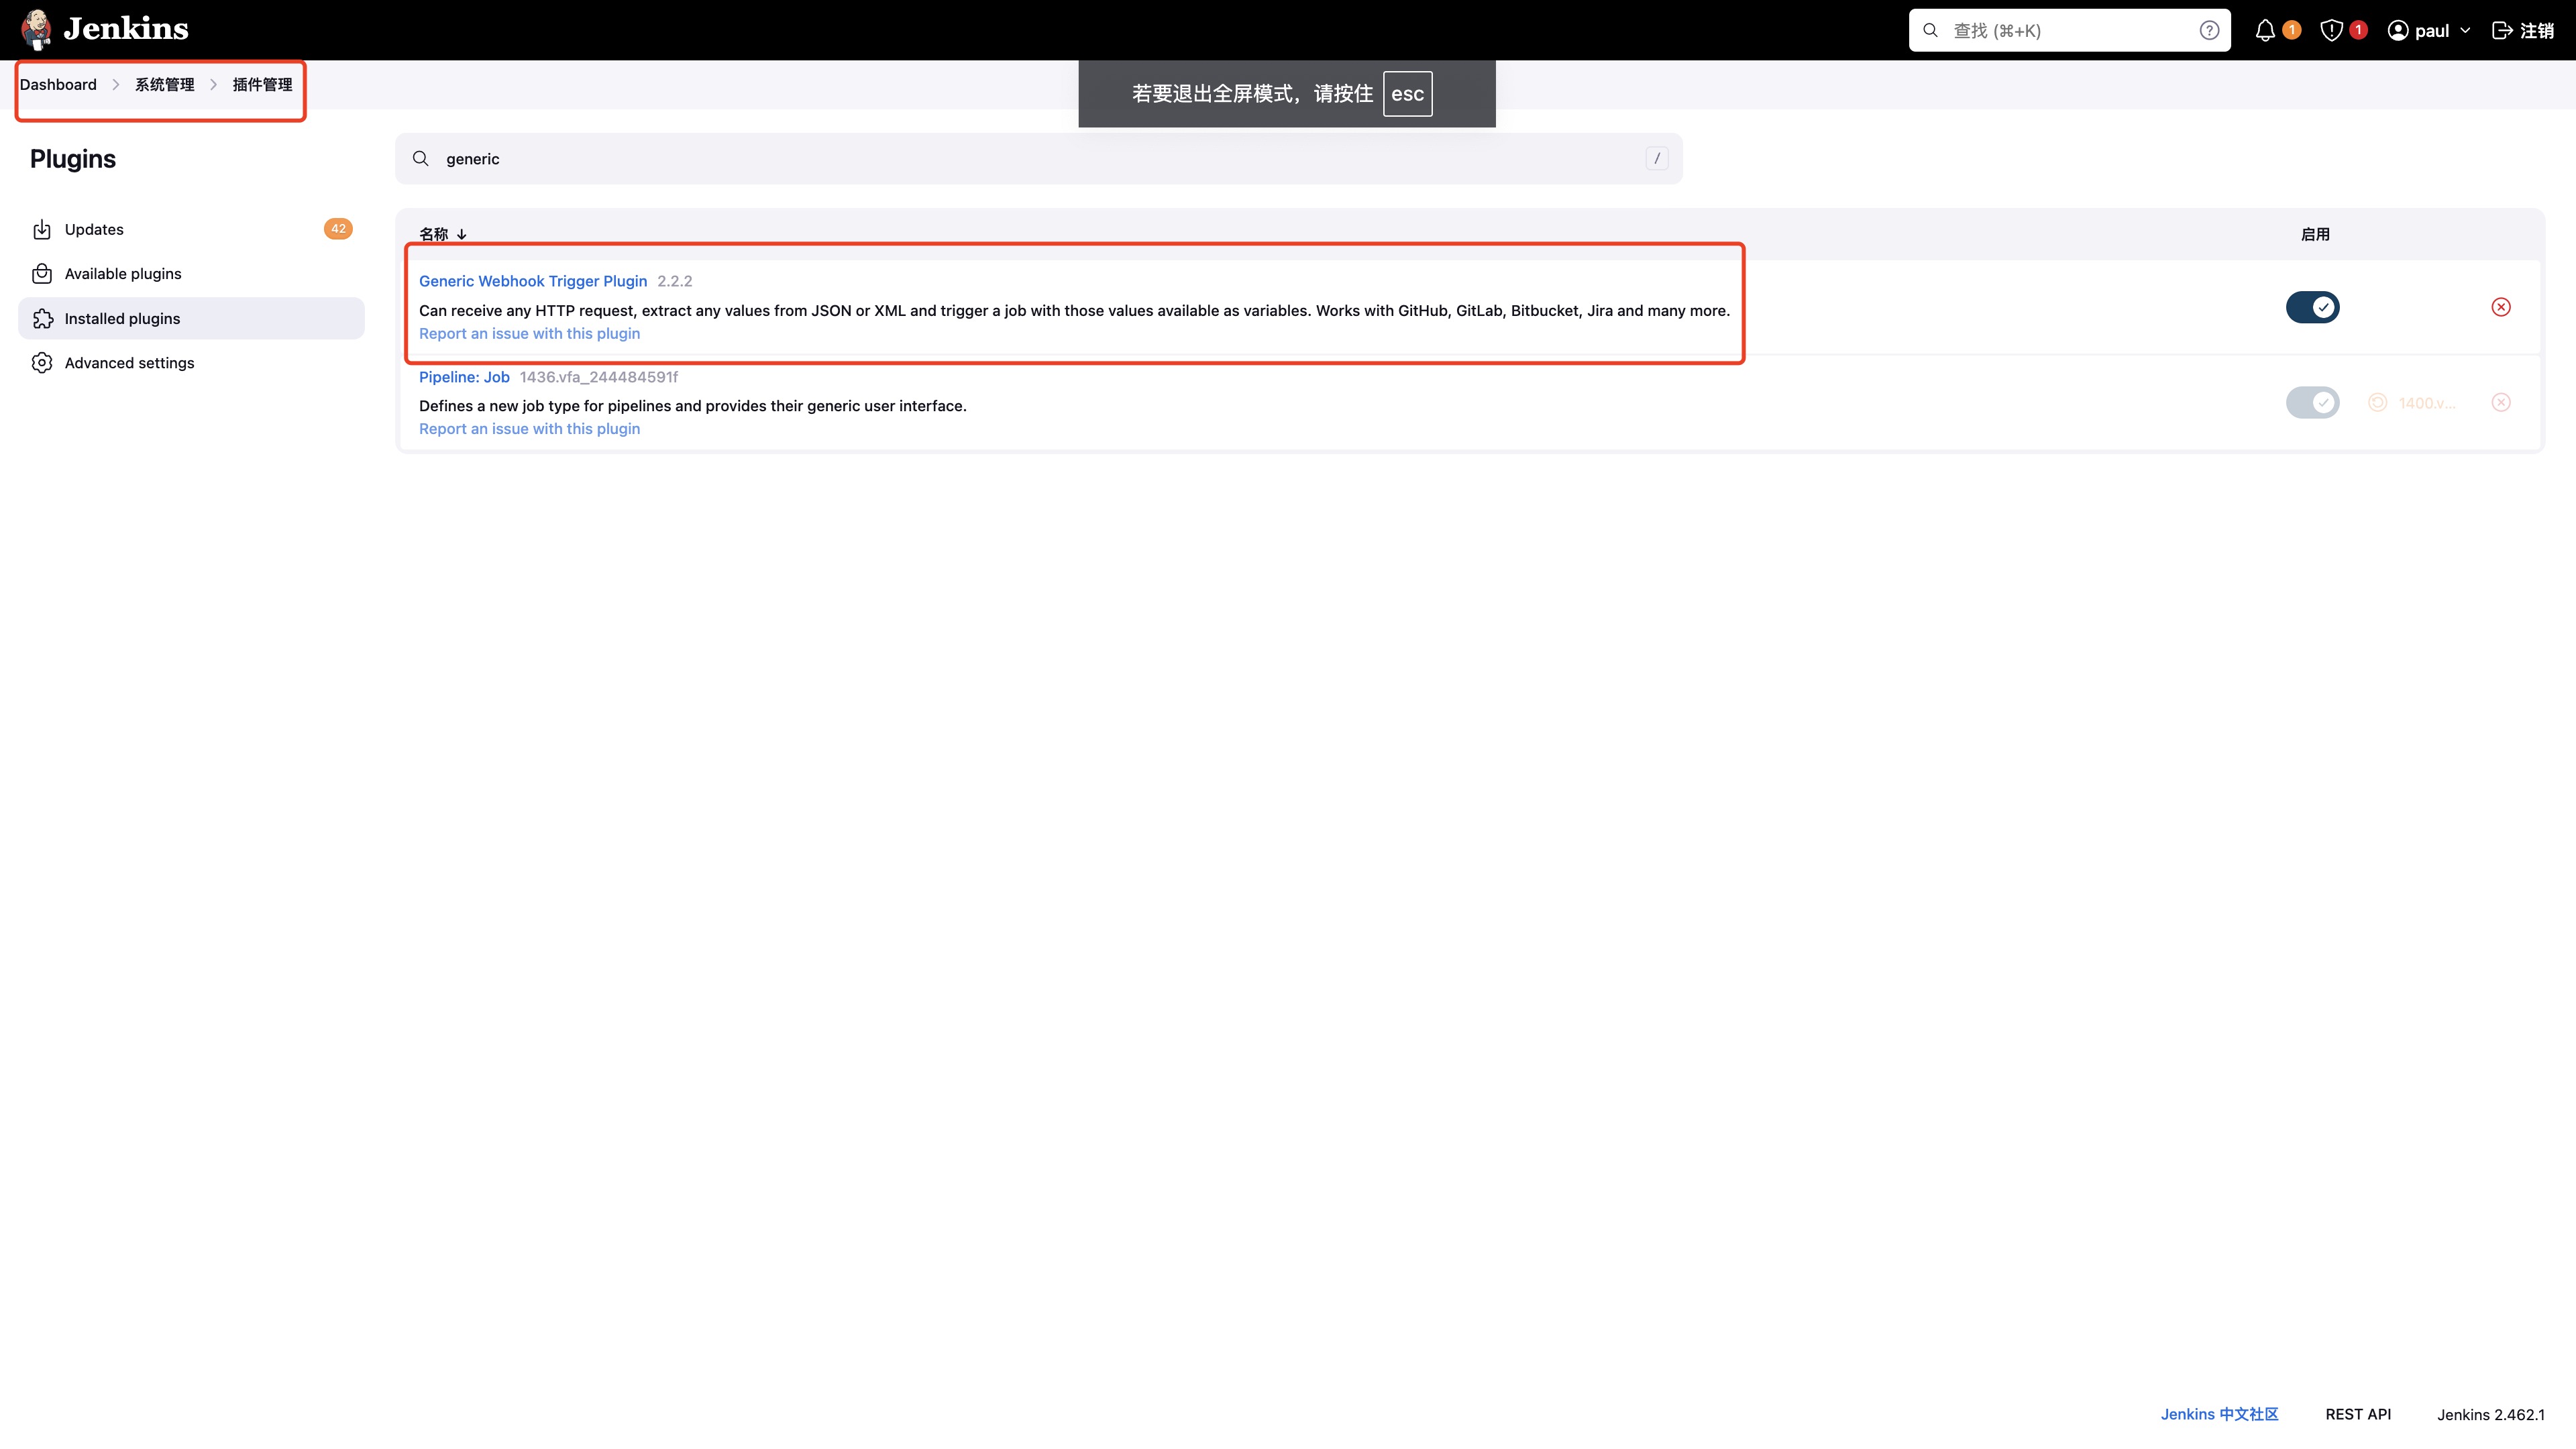 Jenkins
查找 (⌘+K)
1
1
paul
注销
Dashboard
系统管理
插件管理
若要退出全屏模式，请按住 esc
Plugins
generic
/
Updates
42
Available plugins
Installed plugins
Advanced settings
名称 ↓
启用
Generic Webhook Trigger Plugin 2.2.2
Can receive any HTTP request, extract any values from JSON or XML and trigger a job with those values available as variables. Works with GitHub, GitLab, Bitbucket, Jira and many more.
Report an issue with this plugin
Pipeline: Job 1436.vfa_244484591f
Defines a new job type for pipelines and provides their generic user interface.
Report an issue with this plugin
1400.v...
Jenkins 中文社区
REST API
Jenkins 2.462.1